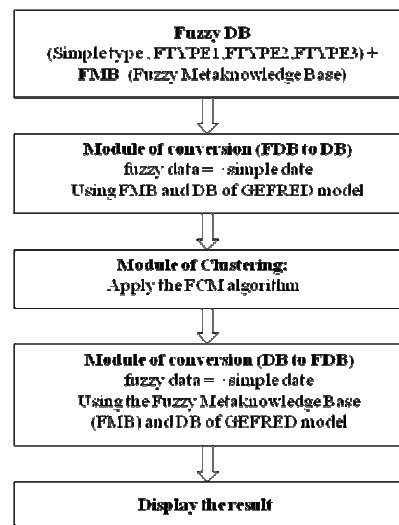 Fuzzy DB
(Simple type , FTYPE1,FTYPE2,FTYPE3) +
FMB (Fuzzy Metaknowledge Base)
Module of conversion (FDB to DB)
fuzzy data = · simple date
Using FMB and DB of GEFRED model
Module of Clustering:
Apply the FCM algorithm
Module of conversion (DB to FDB)
fuzzy data = · simple date
Using the Fuzzy Metaknowledge Base
(FMB) and DB of GEFRED model
Display the result